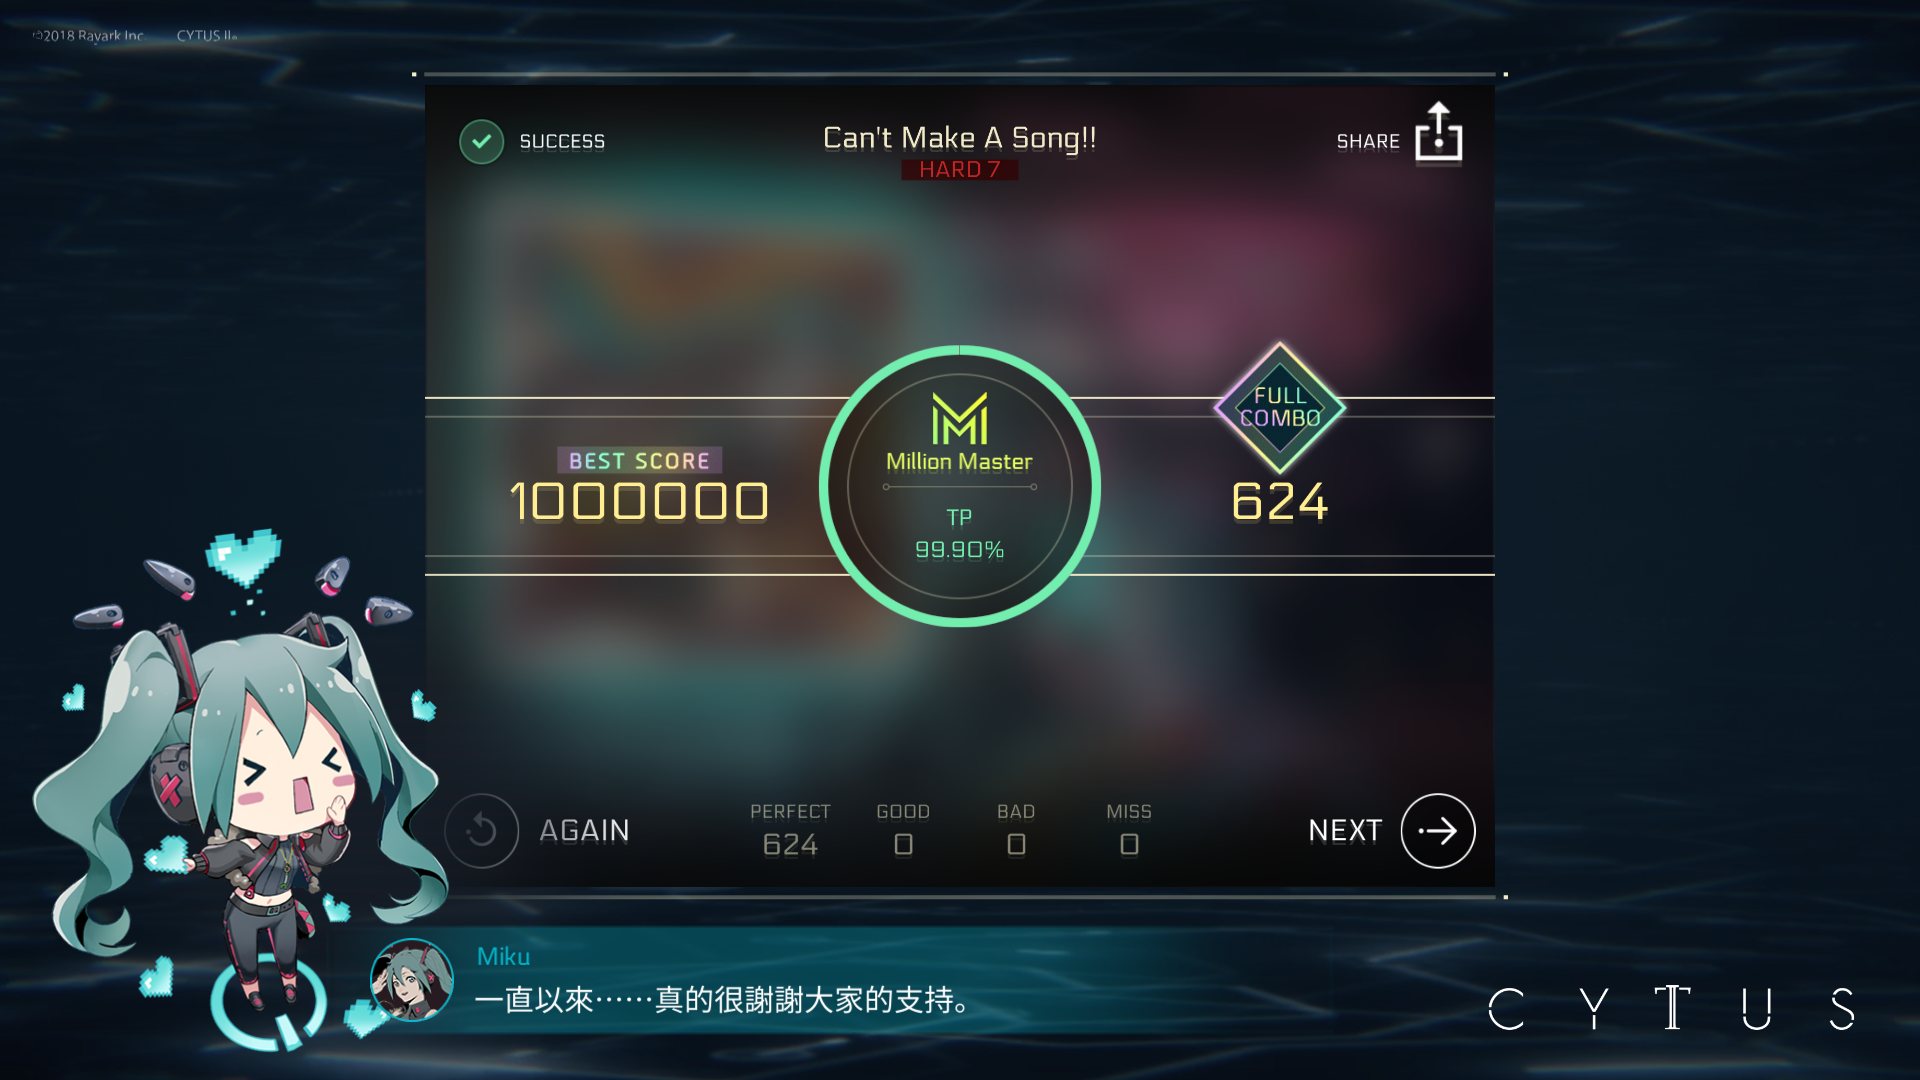 ©2018 Rayark Inc. CYTUS II
SUCCESS
Can't Make A Song!!
SHARE
HARD 7
FULL
COMBO
Million Master
BEST SCORE
1000000
624
TP
99.90%
AGAIN
PERFECT GOOD BAD MISS
624 0 0 0
NEXT
Miku
一直以來……真的很謝謝大家的支持。
CYTUS